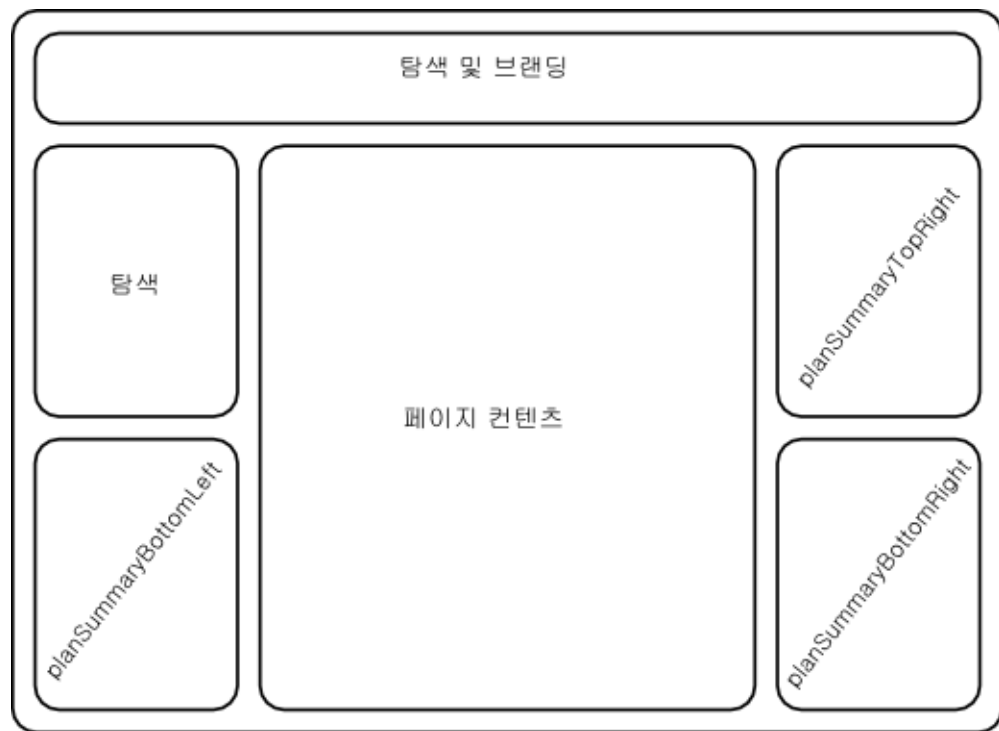 탐색 및 브랜딩
탐색
페이지 컨텐츠
planSummaryTopRight
planSummaryBottomLeft
planSummaryBottomRight